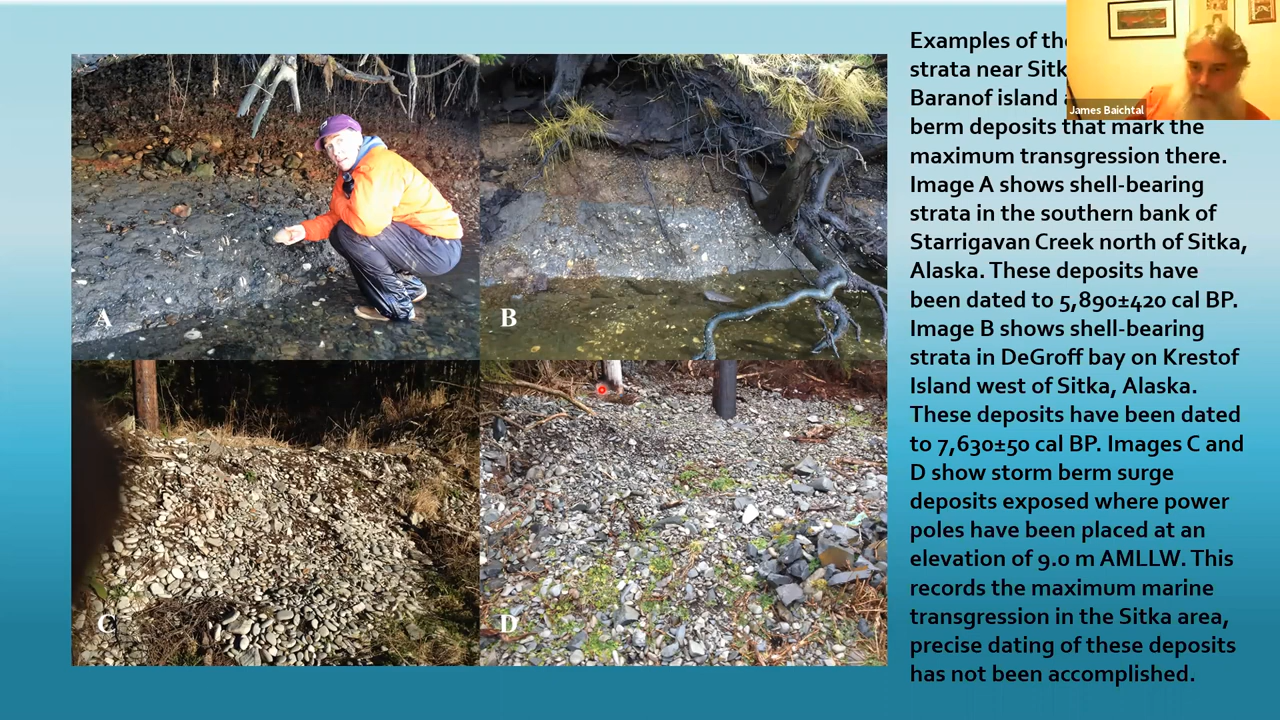 Examples of the
strata near Sitk
Baranof island
berm deposits that mark the
maximum transgression there.
Image A shows shell-bearing
strata in the southern bank of
Starrigavan Creek north of Sitka,
Alaska. These deposits have
been dated to 5,890±420 cal BP.
Image B shows shell-bearing
strata in DeGroff bay on Krestof
Island west of Sitka, Alaska.
These deposits have been dated
to 7,630±50 cal BP. Images C and
D show storm berm surge
deposits exposed where power
poles have been placed at an
elevation of 9.0 m AMLLW. This
records the maximum marine
transgression in the Sitka area,
precise dating of these deposits
has not been accomplished.
James Baichtal
A
B
C
D